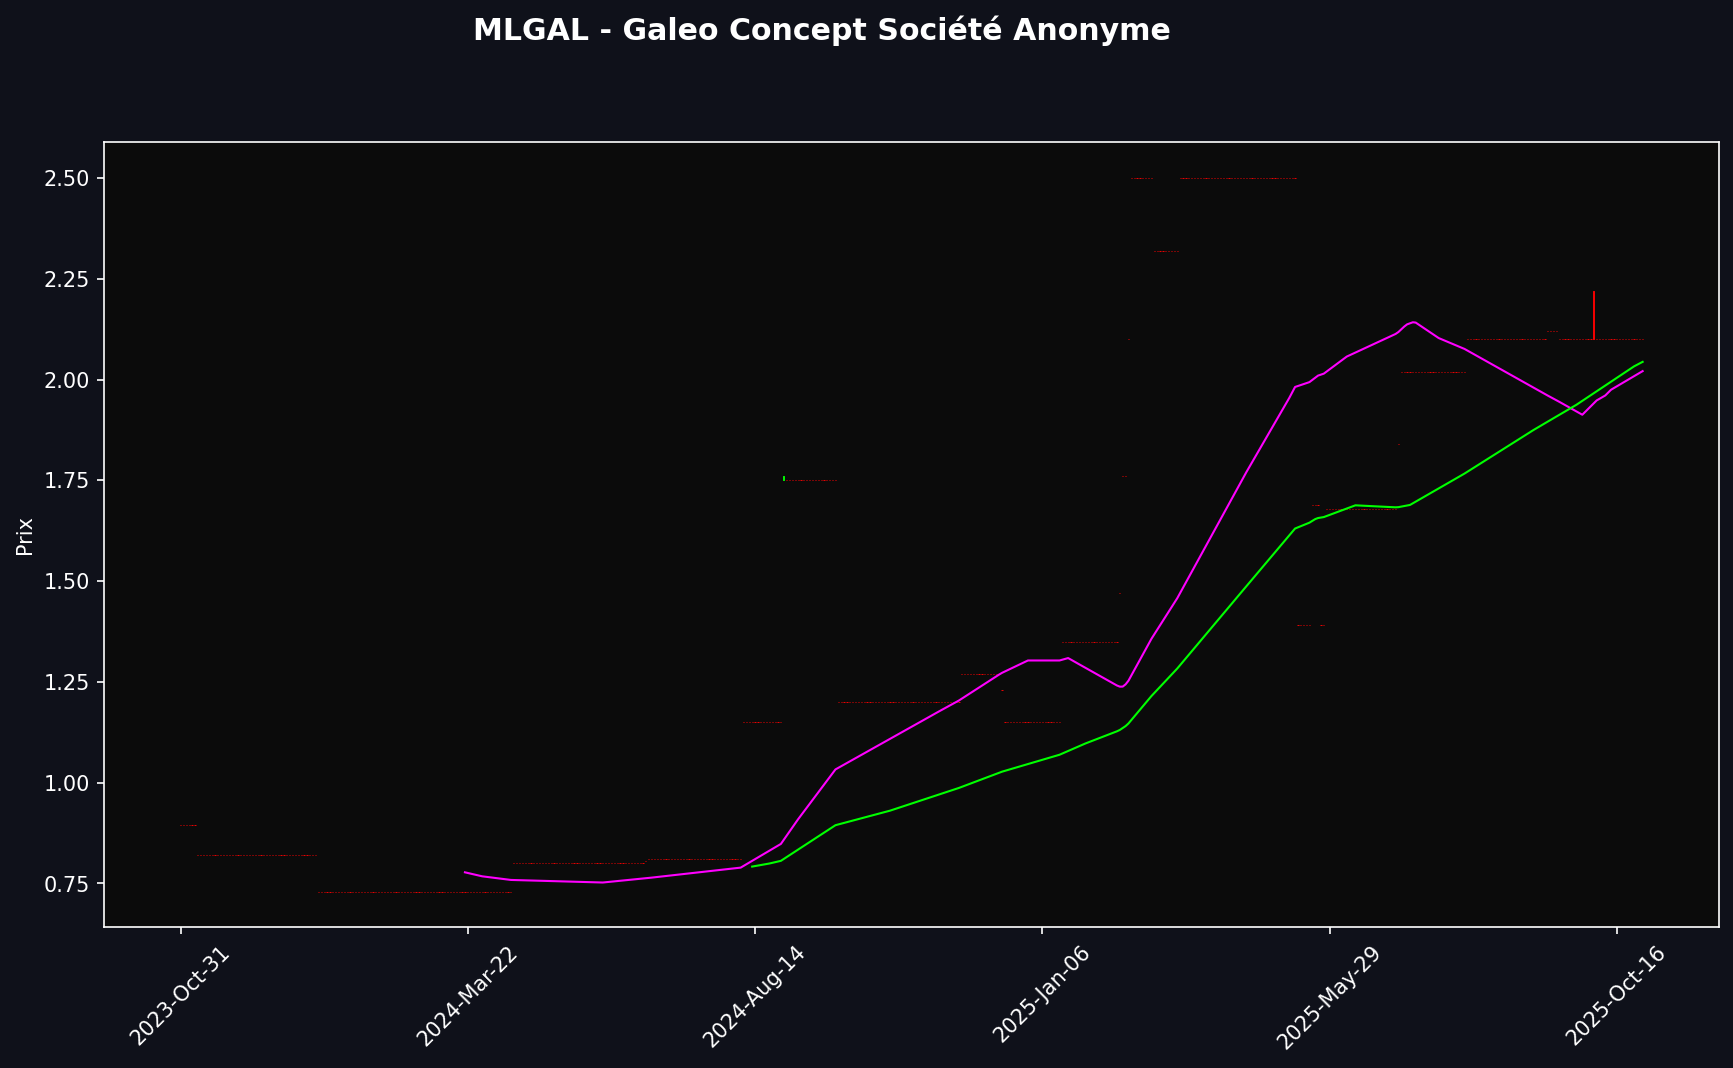 MLGAL - Galeo Concept Société Anonyme
Prix
2.50
2.25
2.00
1.75
1.50
1.25
1.00
0.75
2023-Oct-31
2024-Mar-22
2024-Aug-14
2025-Jan-06
2025-May-29
2025-Oct-16